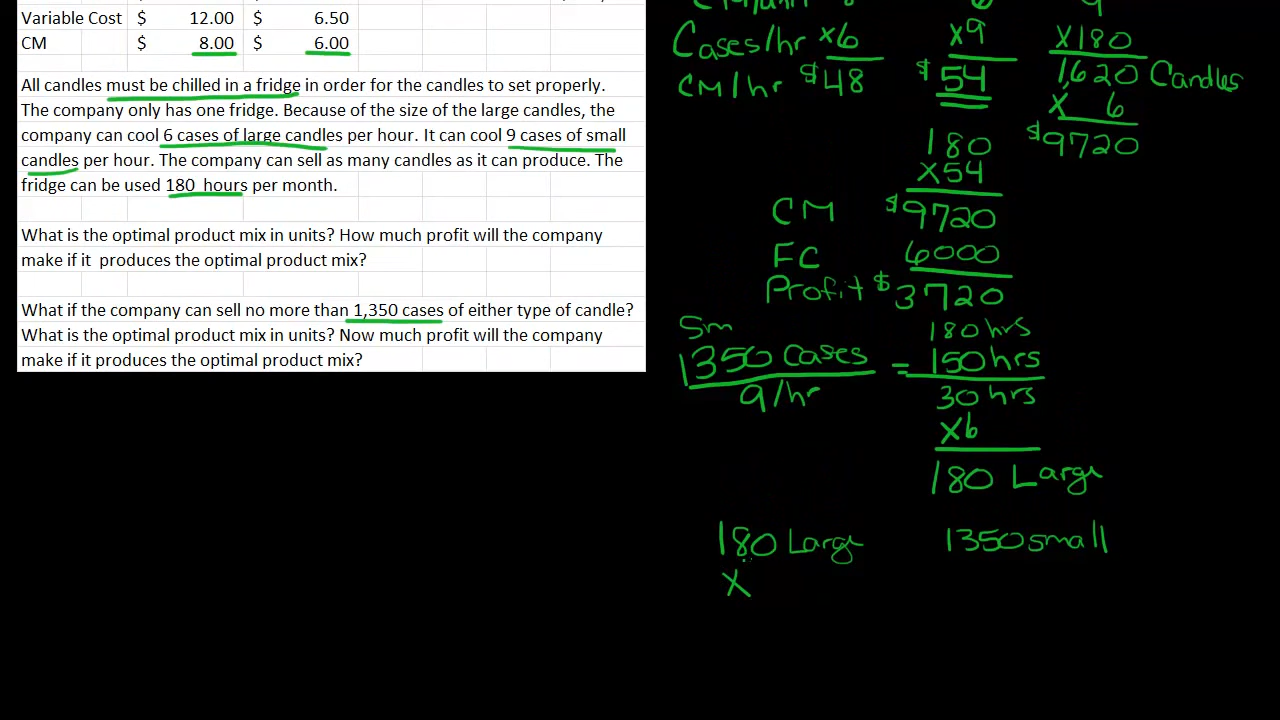 Variable Cost $ 12.00 $ 6.50
CM $ 8.00 $ 6.00
All candles must be chilled in a fridge in order for the candles to set properly.
The company only has one fridge. Because of the size of the large candles, the
company can cool 6 cases of large candles per hour. It can cool 9 cases of small
candles per hour. The company can sell as many candles as it can produce. The
fridge can be used 180 hours per month.
What is the optimal product mix in units? How much profit will the company
make if it produces the optimal product mix?
What if the company can sell no more than 1,350 cases of either type of candle?
What is the optimal product mix in units? Now much profit will the company
make if it produces the optimal product mix?
Cases/hr x6 x9 x180
CM/hr $48 $54 1,620 Candles
x 6
$9720
180
x54
CM $9720
FC 6000
Profit $3720
Sm
1350 Cases
9/hr
=
180hrs
150hrs
30hrs
x6
180 Large
180 Large 1350 small
x